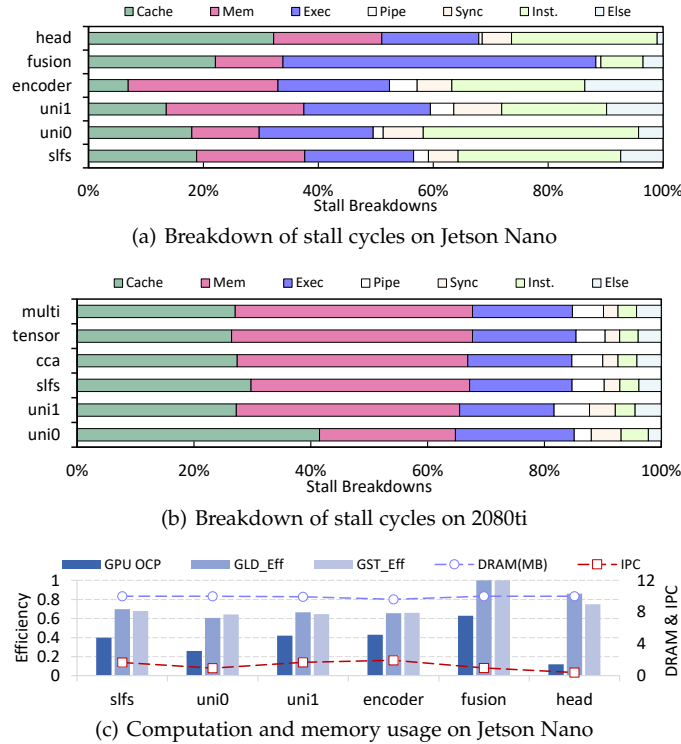 Cache Mem Exec Pipe Sync Inst. Else
head
fusion
encoder
uni1
uni0
slfs
0% 20% 40% 60% 80% 100%
Stall Breakdowns
(a) Breakdown of stall cycles on Jetson Nano
Cache Mem Exec Pipe Sync Inst. Else
multi
tensor
cca
slfs
uni1
uni0
0% 20% 40% 60% 80% 100%
Stall Breakdowns
(b) Breakdown of stall cycles on 2080ti
GPU OCP GLD_Eff GST_Eff DRAM(MB) IPC
1 12
0.8
0.6 8
0.4 4
0.2
0 0
Efficiency
DRAM & IPC
slfs uni0 uni1 encoder fusion head
(c) Computation and memory usage on Jetson Nano